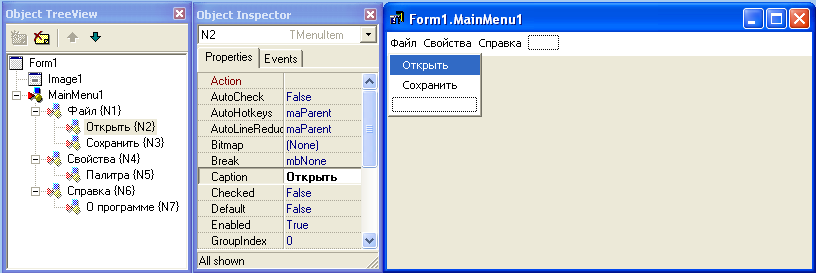 Object TreeView
Form1
Image1
MainMenu1
Файл {N1}
Открыть {N2}
Сохранить {N3}
Свойства {N4}
Палитра {N5}
Справка {N6}
О программе {N7}
Object Inspector
N2 TMenuItem
Properties Events
Action
AutoCheck False
AutoHotkeys maParent
AutoLineReduc maParent
Bitmap (None)
Break mbNone
Caption Открыть
Checked False
Default False
Enabled True
GroupIndex 0
All shown
Form1.MainMenu1
Файл Свойства Справка
Открыть
Сохранить